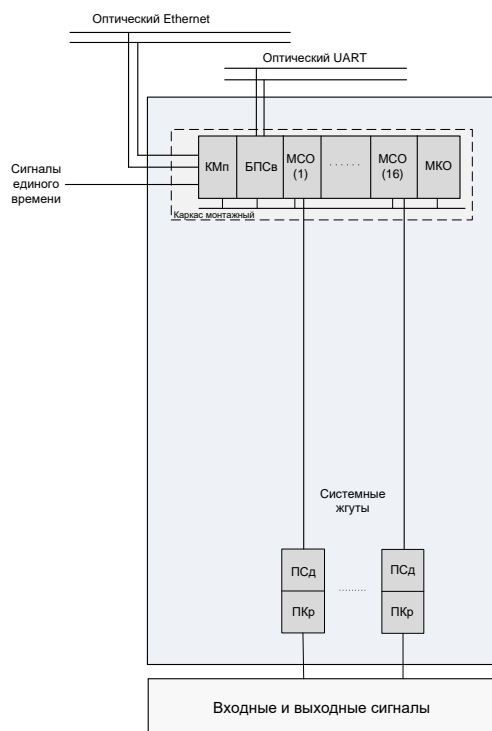 Оптический Ethernet
Оптический UART
Сигналы
единого
времени
КМп
БПСв
МСО
(1)
· · · · · ·
МСО
(16)
МКО
Каркас монтажный
Системные
жгуты
ПСд
ПКр
.........
ПСд
ПКр
Входные и выходные сигналы